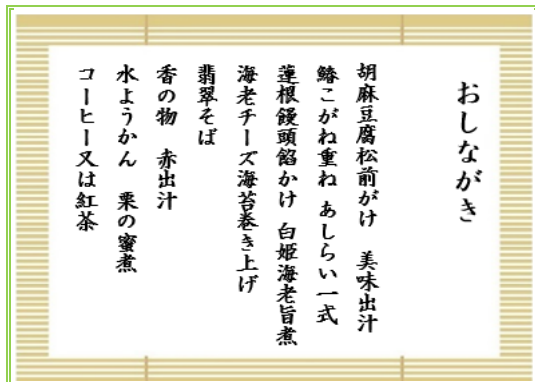 おしながき
胡麻豆腐松前がけ　美味出汁
鰆こがね重ね　あしらい一式
蓮根饅頭餡かけ　白姫海老旨煮
海老チーズ海苔巻き上げ
翡翠そば
香の物　赤出汁
水ようかん　栗の蜜煮
コーヒー又は紅茶